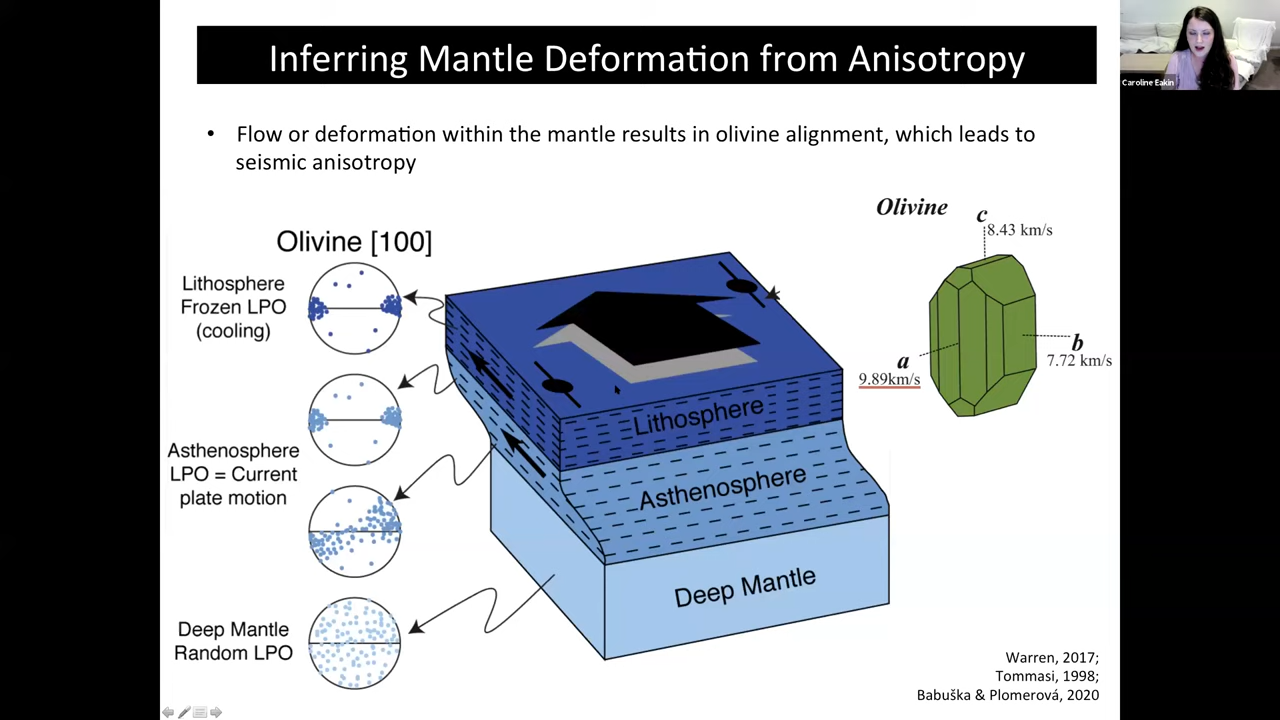 Inferring Mantle Deformation from Anisotropy
Caroline Eakin
• Flow or deformation within the mantle results in olivine alignment, which leads to
seismic anisotropy
Olivine
c
8.43 km/s
b
7.72 km/s
a
9.89km/s
Olivine [100]
Lithosphere
Frozen LPO
(cooling)
Asthenosphere
LPO = Current
plate motion
Deep Mantle
Random LPO
Lithosphere
Asthenosphere
Deep Mantle
Warren, 2017;
Tommasi, 1998;
Babuška & Plomerová, 2020